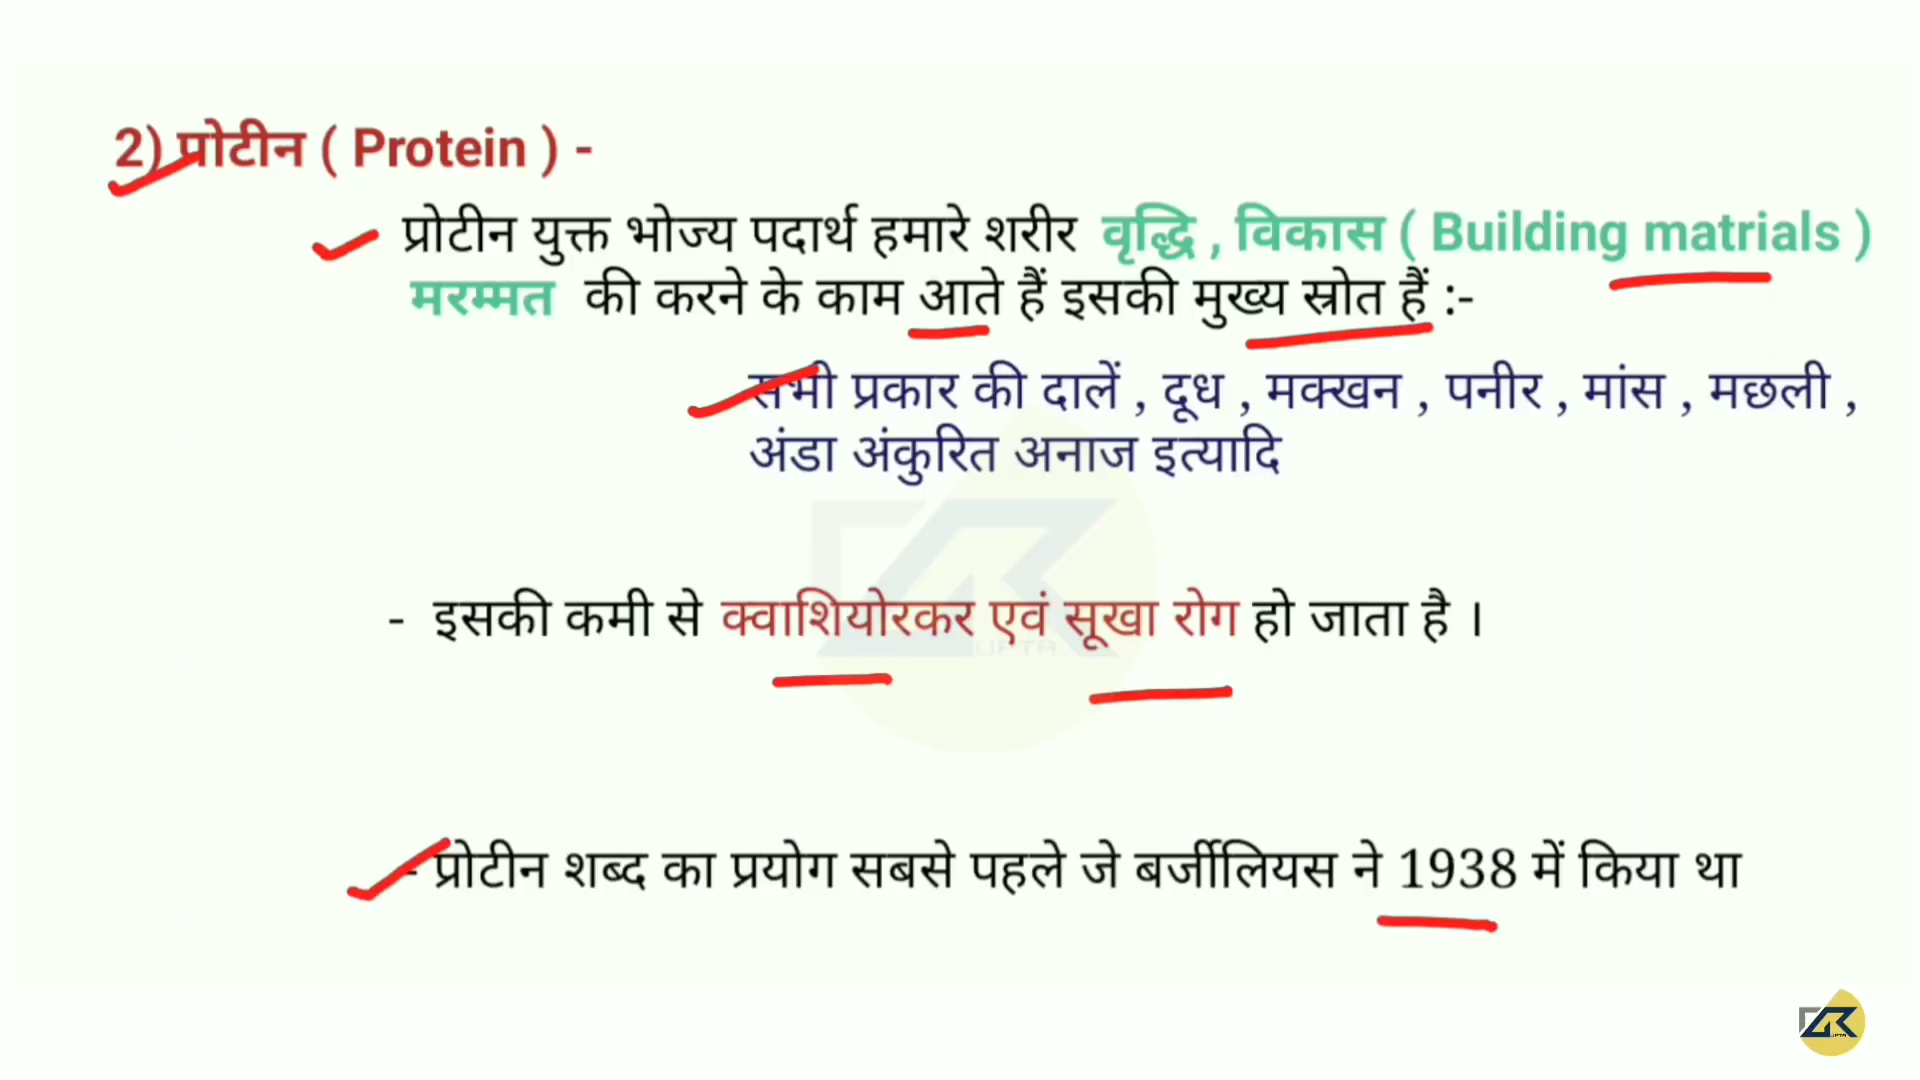 2) प्रोटीन ( Protein ) -
प्रोटीन युक्त भोज्य पदार्थ हमारे शरीर वृद्धि , विकास ( Building matrials )
मरम्मत की करने के काम आते हैं इसकी मुख्य स्रोत हैं :-
सभी प्रकार की दालें , दूध , मक्खन , पनीर , मांस , मछली ,
अंडा अंकुरित अनाज इत्यादि
- इसकी कमी से क्वाशियोरकर एवं सूखा रोग हो जाता है ।
- प्रोटीन शब्द का प्रयोग सबसे पहले जे बर्जीलियस ने 1938 में किया था